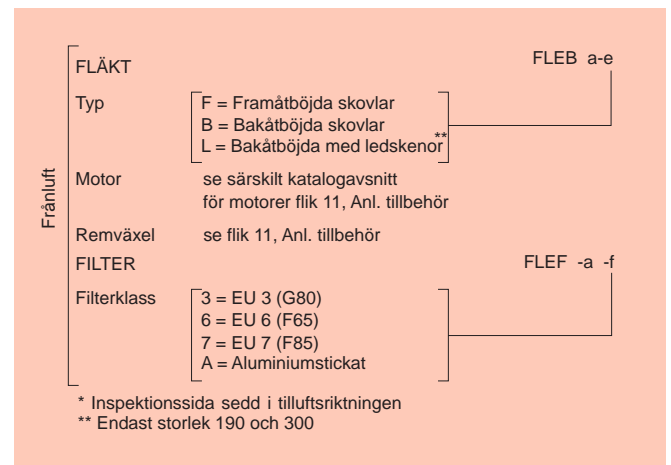 Frånluft
FLÄKT FLEB a-e
Typ F = Framåtböjda skovlar
B = Bakåtböjda skovlar
L = Bakåtböjda med ledskenor **
Motor se särskilt katalogavsnitt
för motorer flik 11, Anl. tillbehör
Remväxel se flik 11, Anl. tillbehör
FILTER FLEF -a -f
Filterklass 3 = EU 3 (G80)
6 = EU 6 (F65)
7 = EU 7 (F85)
A = Aluminiumstickat
* Inspektionssida sedd i tilluftsriktningen
** Endast storlek 190 och 300